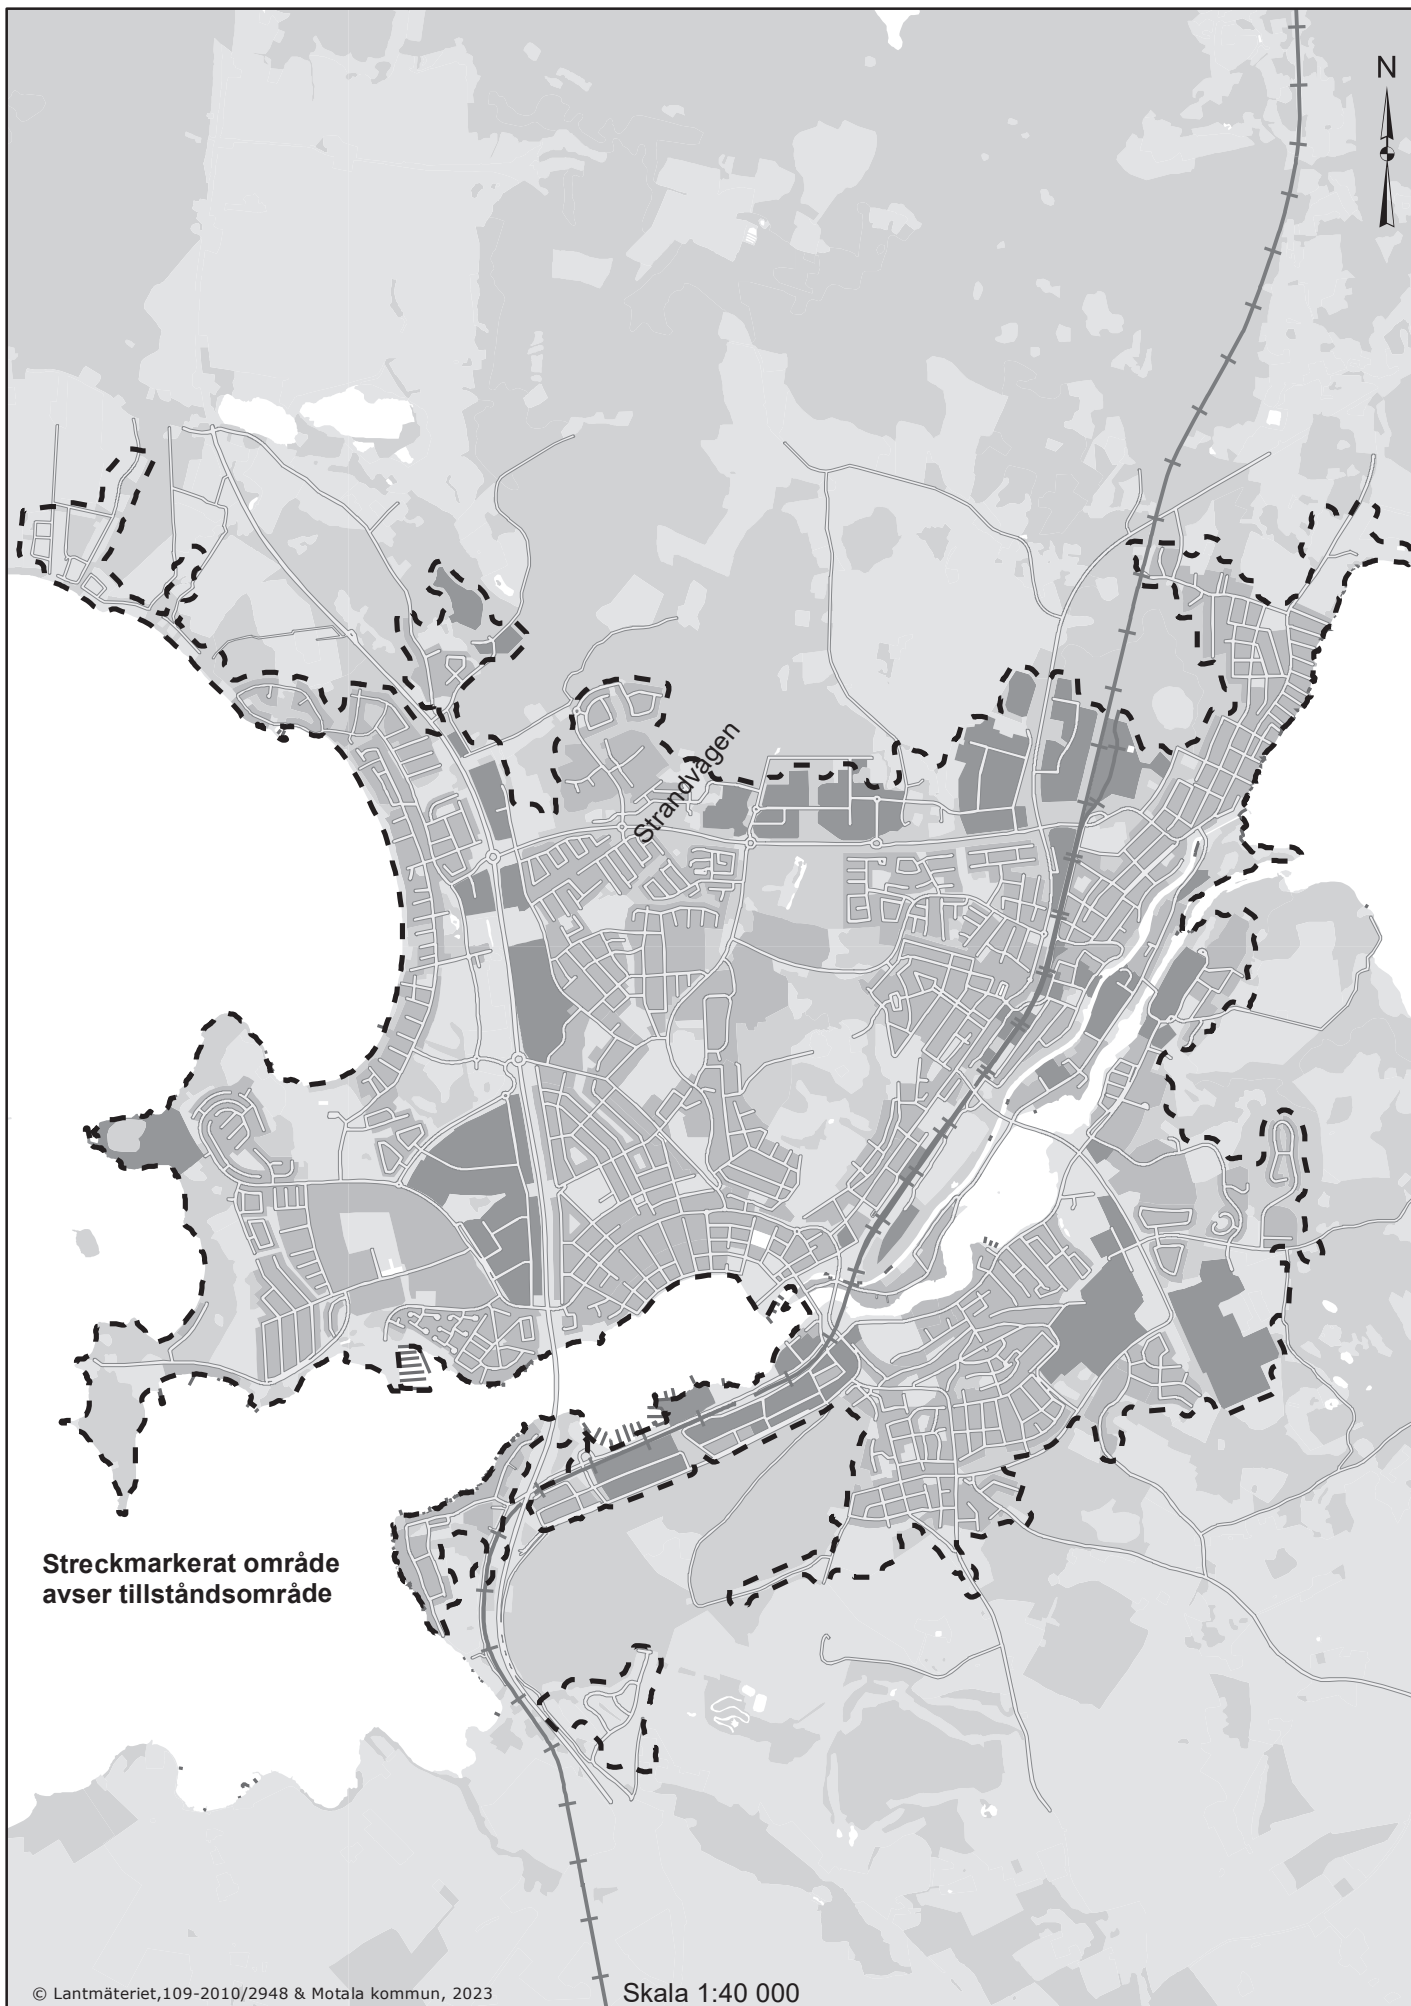 N
Strandvägen
Streckmarkerat område
avser tillståndsområde
© Lantmäteriet,109-2010/2948 & Motala kommun, 2023
Skala 1:40 000